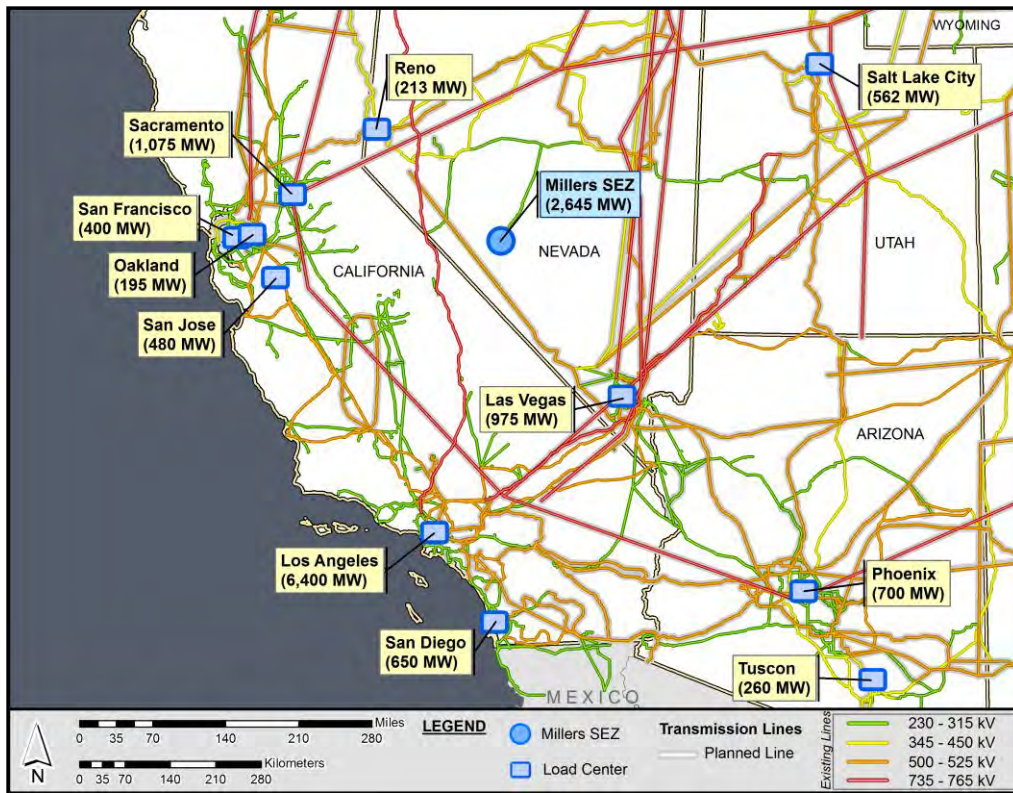 WYOMING
Reno
(213 MW)
Salt Lake City
(562 MW)
Sacramento
(1,075 MW)
Millers SEZ
(2,645 MW)
San Francisco
(400 MW)
NEVADA
UTAH
Oakland
(195 MW)
CALIFORNIA
San Jose
(480 MW)
Las Vegas
(975 MW)
ARIZONA
Los Angeles
(6,400 MW)
Phoenix
(700 MW)
San Diego
(650 MW)
Tuscon
(260 MW)
MEXICO
N
Miles
0 35 70 140 210 280
Kilometers
0 35 70 140 210 280
LEGEND
Millers SEZ
Load Center
Transmission Lines
Planned Line
Existing Lines
230 - 315 kV
345 - 450 kV
500 - 525 kV
735 - 765 kV